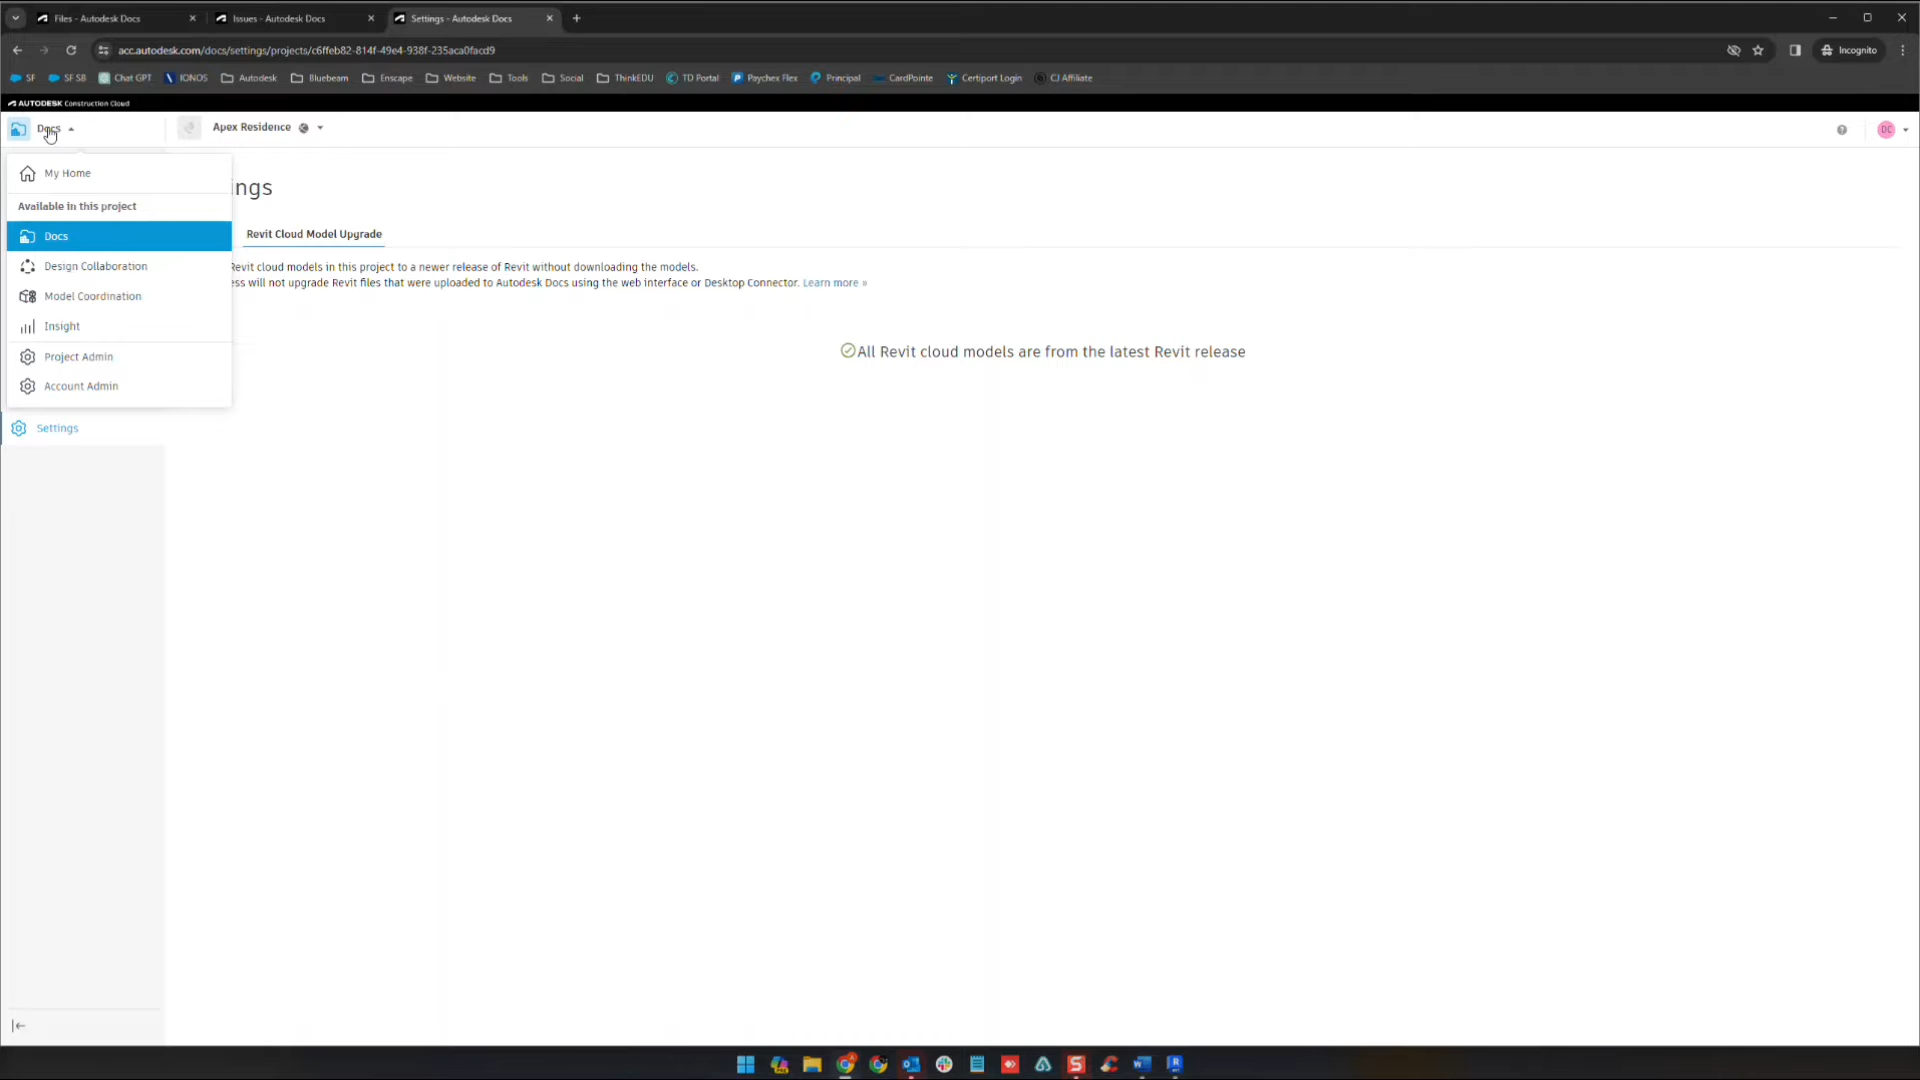 Files - Autodesk Docs
Issues - Autodesk Docs
Settings - Autodesk Docs
acc.autodesk.com/docs/settings/projects/c6ffeb82-814f-49e4-938f-235aca0facd9
Incognito
SF
SF SB
Chat GPT
IONOS
Autodesk
Bluebeam
Enscape
Website
Tools
Social
ThinkEDU
TD Portal
Paychex Flex
Principal
CardPointe
Certiport Login
CJ Affiliate
AUTODESK Construction Cloud
Docs
Apex Residence
DC
My Home
ings
Available in this project
Docs
Revit Cloud Model Upgrade
Design Collaboration
Revit cloud models in this project to a newer release of Revit without downloading the models.
ess will not upgrade Revit files that were uploaded to Autodesk Docs using the web interface or Desktop Connector. Learn more »
Model Coordination
Insight
All Revit cloud models are from the latest Revit release
Project Admin
Account Admin
Settings